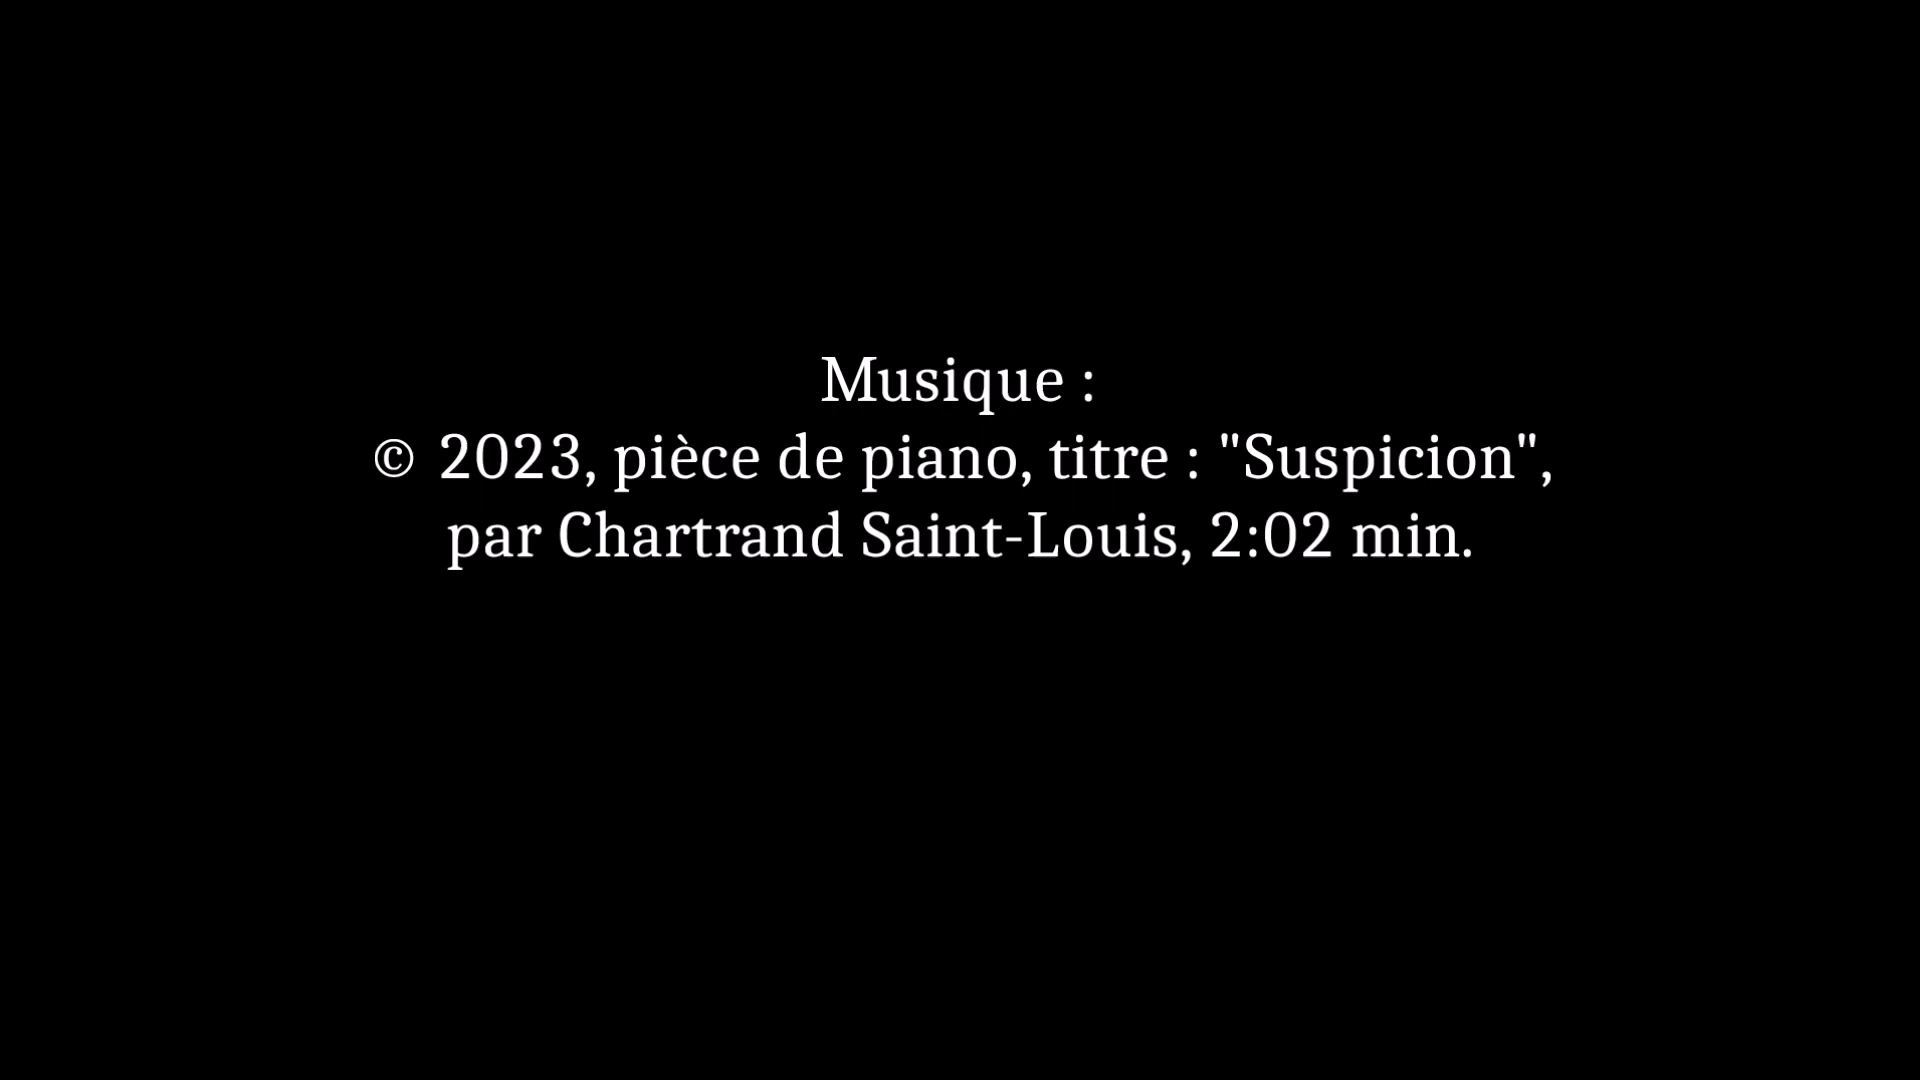 Musique :
© 2023, pièce de piano, titre : "Suspicion",
par Chartrand Saint-Louis, 2:02 min.